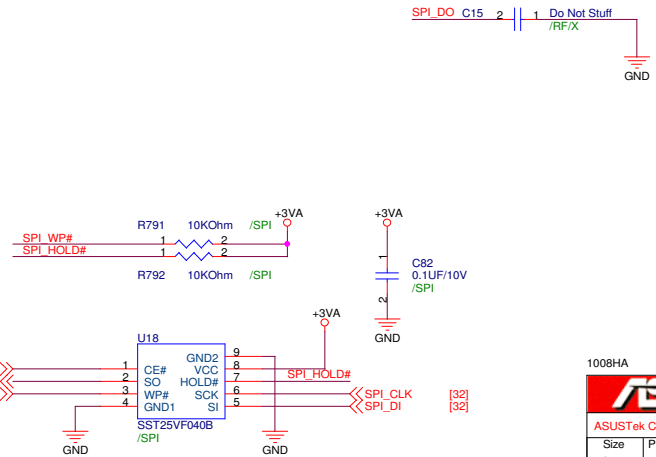 SPI_DO C15 2 1 Do Not Stuff
/RF/X
GND
+3VA +3VA
R791 10KOhm /SPI
SPI_WP# 1 2
SPI_HOLD# 1 2
R792 10KOhm /SPI
1
C82
0.1UF/10V
/SPI
2
GND
+3VA
U18
1 CE# GND2 9
2 SO VCC 8
3 WP# HOLD# 7 SPI_HOLD#
4 GND1 SCK 6 SPI_CLK [32]
SI 5 SPI_DI [32]
SST25VF040B
/SPI
GND GND
1008HA
ASUSTek C
Size P